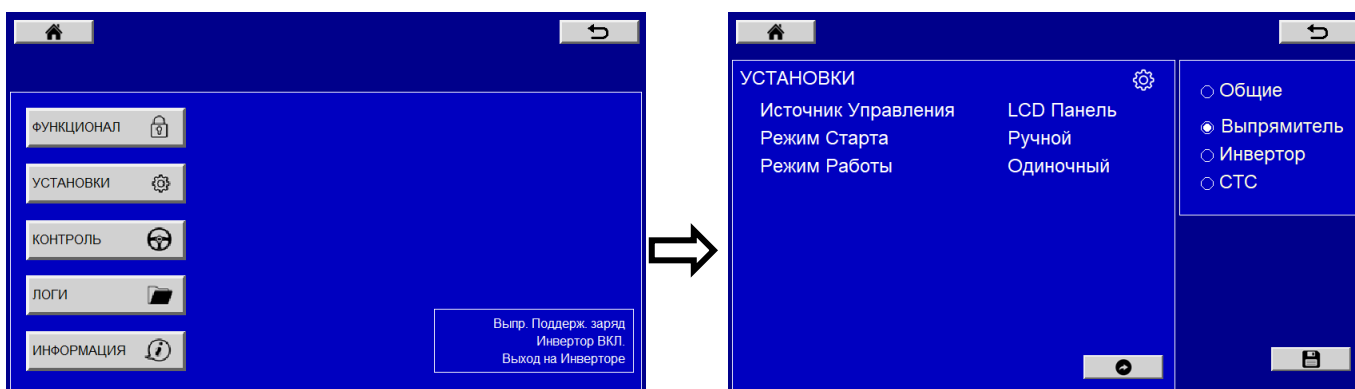 ФУНКЦИОНАЛ
УСТАНОВКИ
КОНТРОЛЬ
ЛОГИ
ИНФОРМАЦИЯ
Выпр. Поддерж. заряд
Инвертор ВКЛ.
Выход на Инверторе
УСТАНОВКИ
Источник Управления LCD Панель
Режим Старта Ручной
Режим Работы Одиночный
Общие
Выпрямитель
Инвертор
СТС